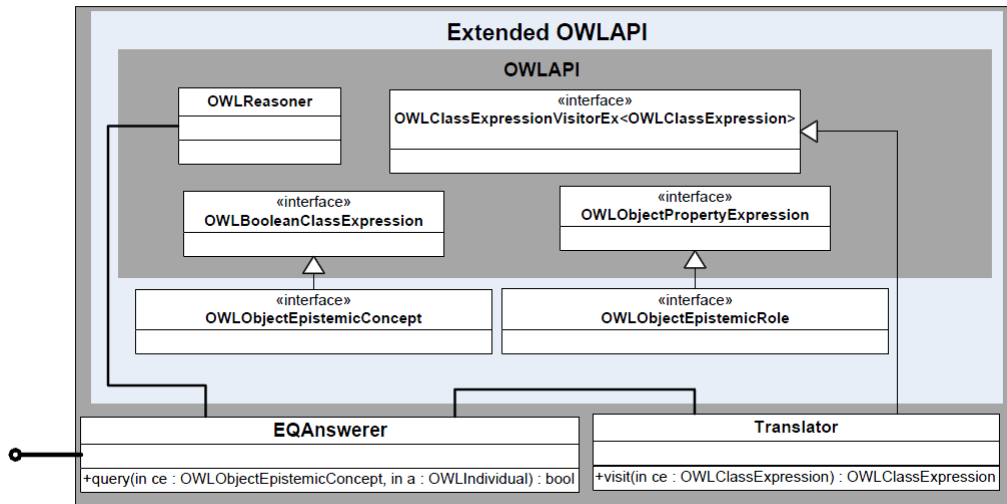 Extended OWLAPI
OWLAPI
OWLReasoner
«interface»
OWLClassExpressionVisitorEx<OWLClassExpression>
«interface»
OWLBooleanClassExpression
«interface»
OWLObjectPropertyExpression
«interface»
OWLObjectEpistemicConcept
«interface»
OWLObjectEpistemicRole
EQAnswerer
+query(in ce : OWLObjectEpistemicConcept, in a : OWLIndividual) : bool
Translator
+visit(in ce : OWLClassExpression) : OWLClassExpression